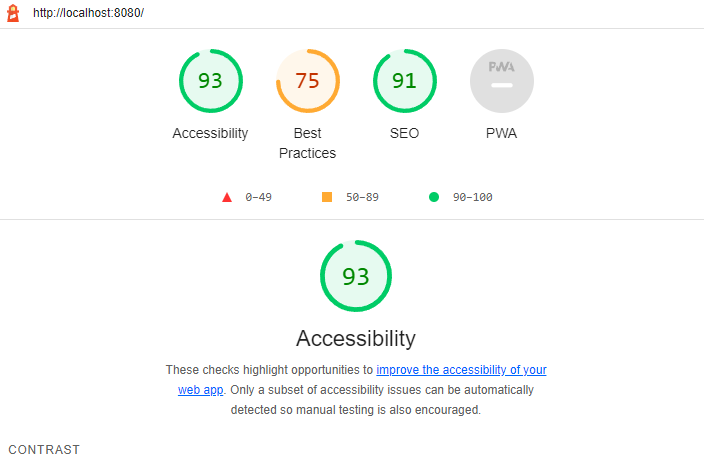 http://localhost:8080/
93
75
91
PWA
Accessibility
Best
Practices
SEO
PWA
0–49
50–89
90–100
93
Accessibility
These checks highlight opportunities to improve the accessibility of your
web app. Only a subset of accessibility issues can be automatically
detected so manual testing is also encouraged.
CONTRAST